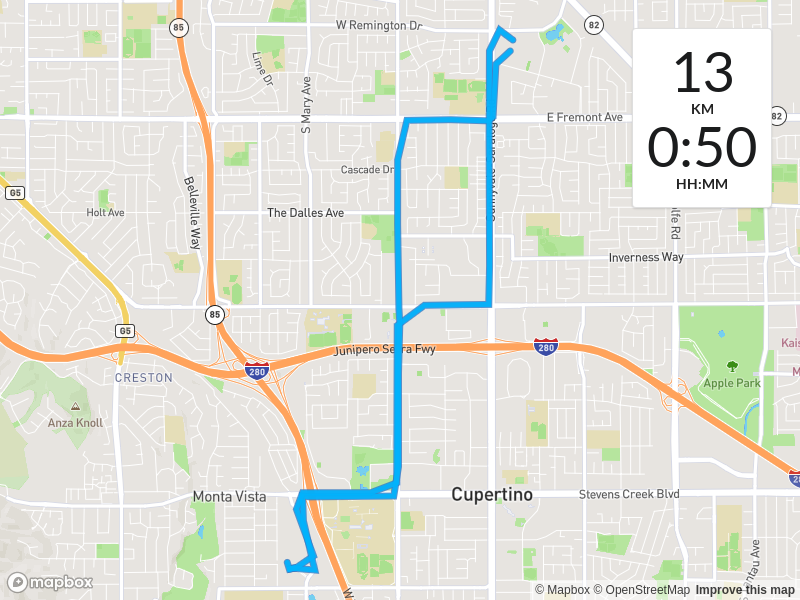 W Remington Dr
82
85
13
KM
0:50
HH:MM
Lime Dr
S Mary Ave
E Fremont Ave
82
Cascade Dr
G5
Belleville Way
Holt Ave
The Dalles Ave
Inverness Way
85
G5
Junipero Serra Fwy
280
280
CRESTON
Apple Park
Anza Knoll
Monta Vista
Cupertino
Stevens Creek Blvd
mapbox
© Mapbox © OpenStreetMap Improve this map